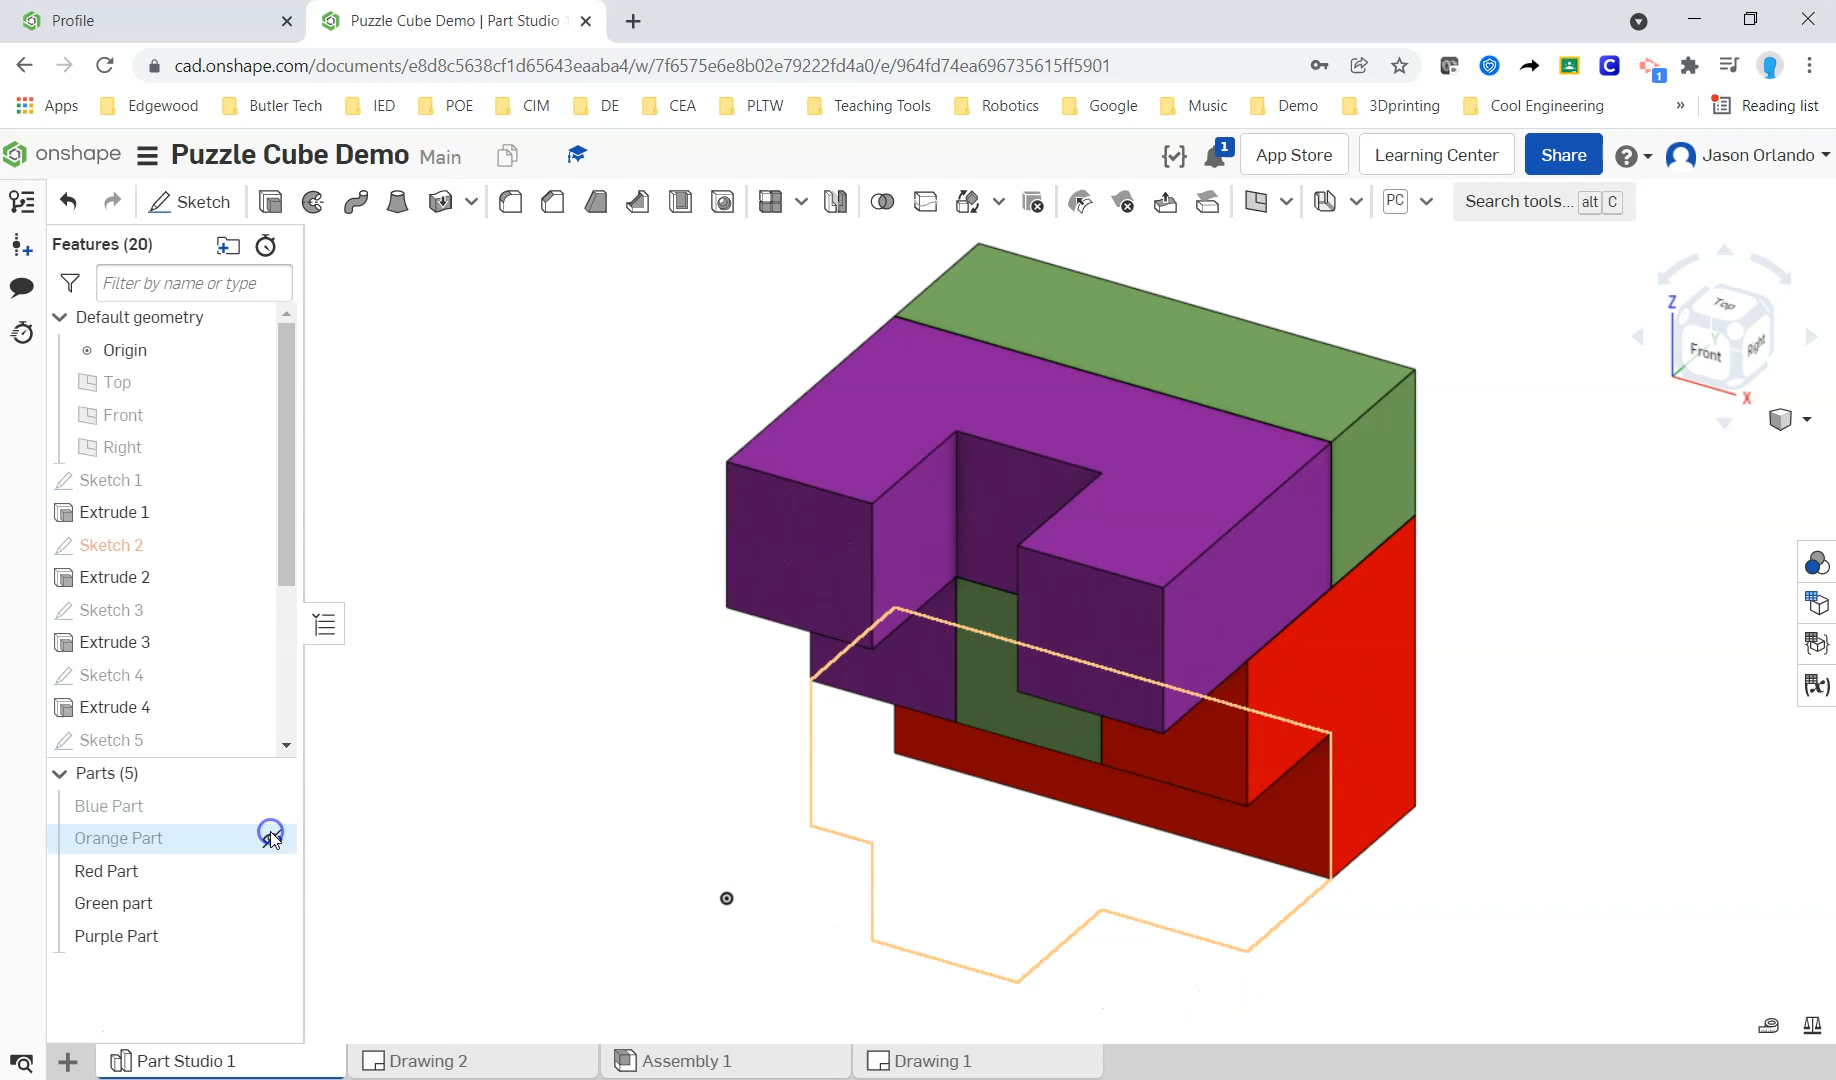 Profile
Puzzle Cube Demo | Part Studio
cad.onshape.com/documents/e8d8c5638cf1d65643eaaba4/w/7f6575e6e8b02e79222fd4a0/e/964fd74ea696735615ff5901
1
Apps Edgewood Butler Tech IED POE CIM DE CEA PLTW Teaching Tools Robotics Google Music Demo 3Dprinting Cool Engineering » Reading list
onshape Puzzle Cube Demo Main 1 App Store Learning Center Share Jason Orlando
Sketch PC Search tools... alt C
Features (20)
Filter by name or type
Default geometry
Origin
Top
Front
Right
Sketch 1
Extrude 1
Sketch 2
Extrude 2
Sketch 3
Extrude 3
Sketch 4
Extrude 4
Sketch 5
Parts (5)
Blue Part
Orange Part
Red Part
Green part
Purple Part
Z
Top
Y
Front Right
X
(x)
Part Studio 1 Drawing 2 Assembly 1 Drawing 1